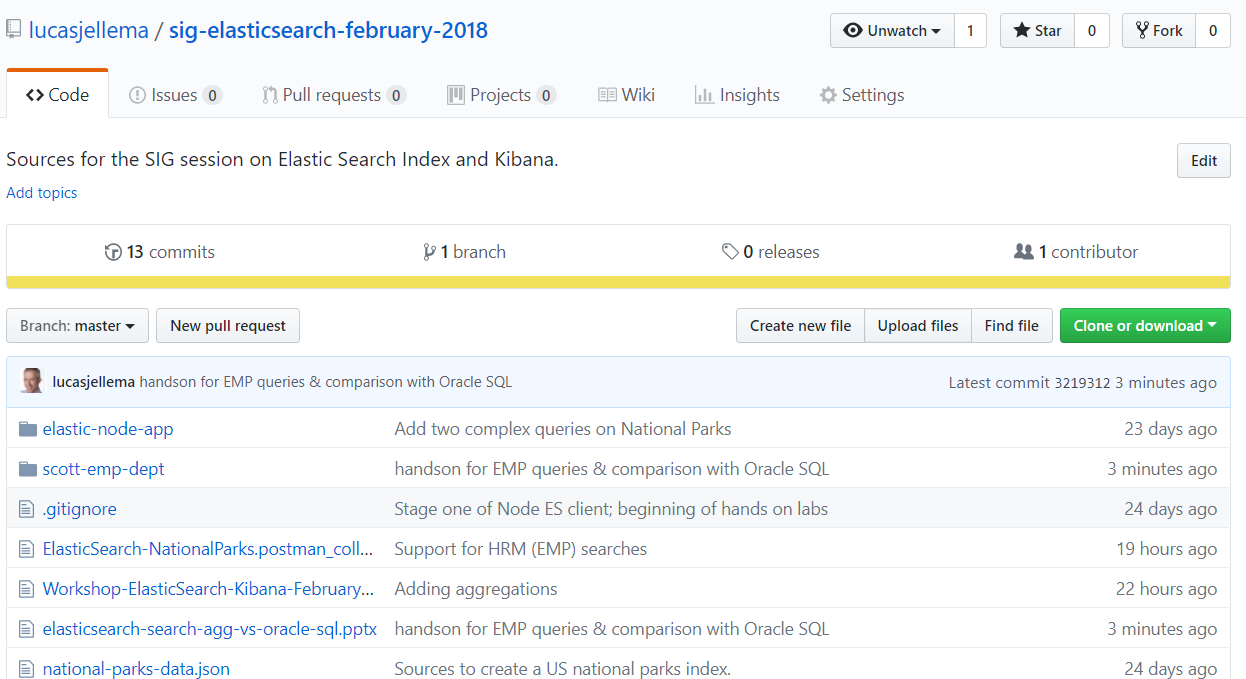 lucasjellema / sig-elasticsearch-february-2018
Unwatch 1 Star 0 Fork 0
Code Issues 0 Pull requests 0 Projects 0 Wiki Insights Settings
Sources for the SIG session on Elastic Search Index and Kibana. Edit
Add topics
13 commits 1 branch 0 releases 1 contributor
Branch: master New pull request Create new file Upload files Find file Clone or download
lucasjellema handson for EMP queries & comparison with Oracle SQL Latest commit 3219312 3 minutes ago
elastic-node-app Add two complex queries on National Parks 23 days ago
scott-emp-dept handson for EMP queries & comparison with Oracle SQL 3 minutes ago
.gitignore Stage one of Node ES client; beginning of hands on labs 24 days ago
ElasticSearch-NationalParks.postman_coll... Support for HRM (EMP) searches 19 hours ago
Workshop-ElasticSearch-Kibana-February... Adding aggregations 22 hours ago
elasticsearch-search-agg-vs-oracle-sql.pptx handson for EMP queries & comparison with Oracle SQL 3 minutes ago
national-parks-data.json Sources to create a US national parks index. 24 days ago